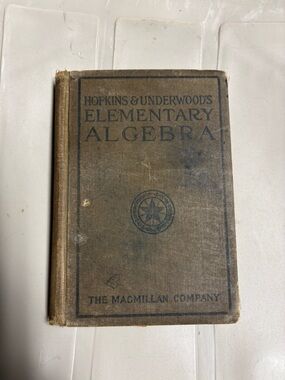 HOPKINS & UNDERWOOD'S
ELEMENTARY
ALGEBRA
THE MACMILLAN COMPANY